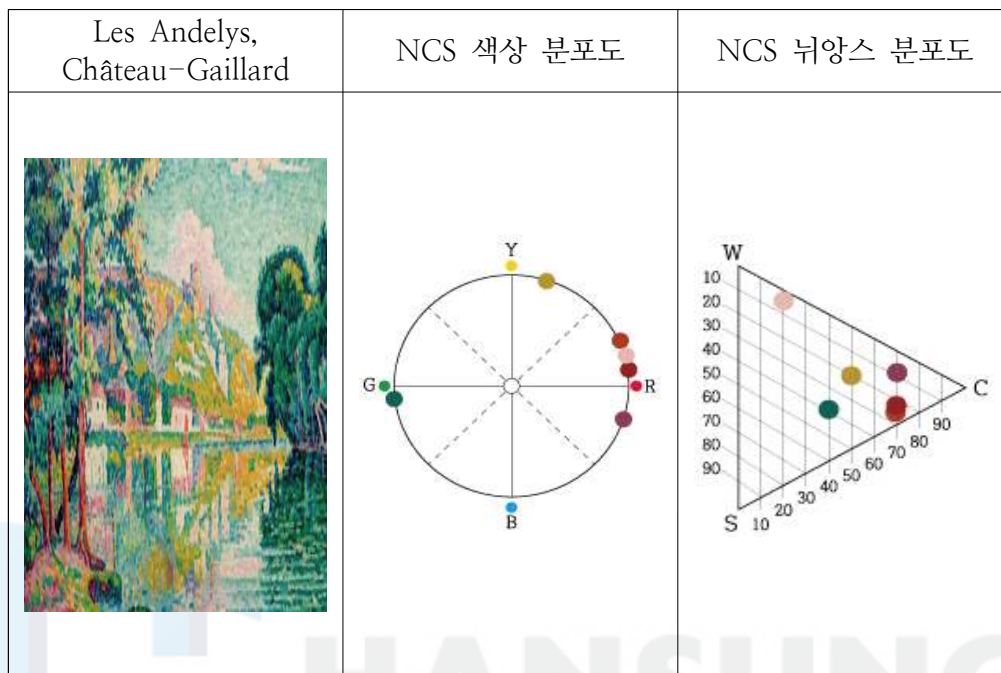 Les Andelys,
Château-Gaillard
NCS 색상 분포도
NCS 뉘앙스 분포도
Y
G
R
B
W
10
20
30
40
50
60
70
80
90
S
10
20
30
40
50
60
70
80
90
C
HANSUNG